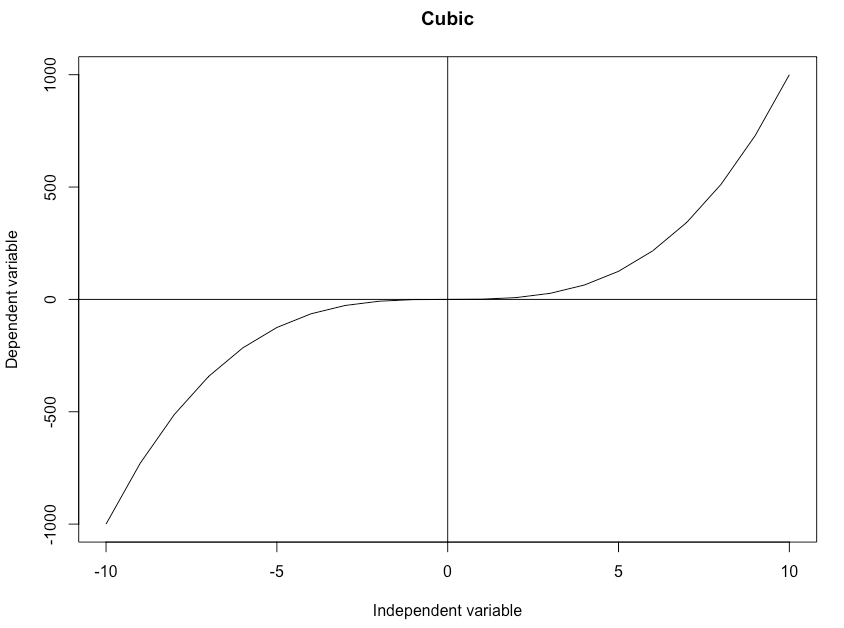 Cubic
1000
500
0
-500
-1000
Dependent variable
-10 -5 0 5 10
Independent variable